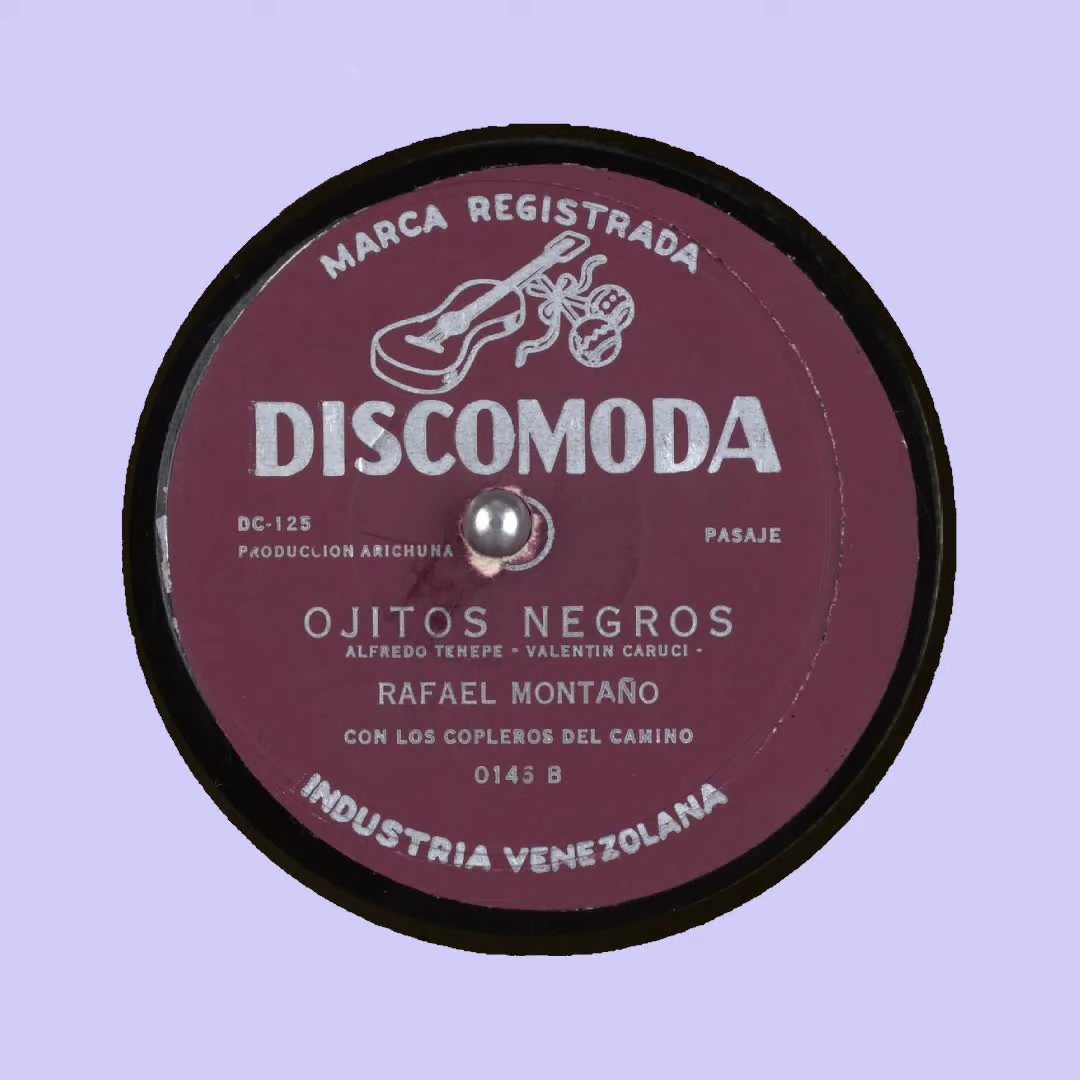 MARCA REGISTRADA
DISCOMODA
DC-125
PASAJE
PRODUCCION ARICHUNA
OJITOS NEGROS
ALFREDO TENEPE - VALENTIN CARUCI -
RAFAEL MONTAÑO
CON LOS COPLEROS DEL CAMINO
0146 B
INDUSTRIA VENEZOLANA